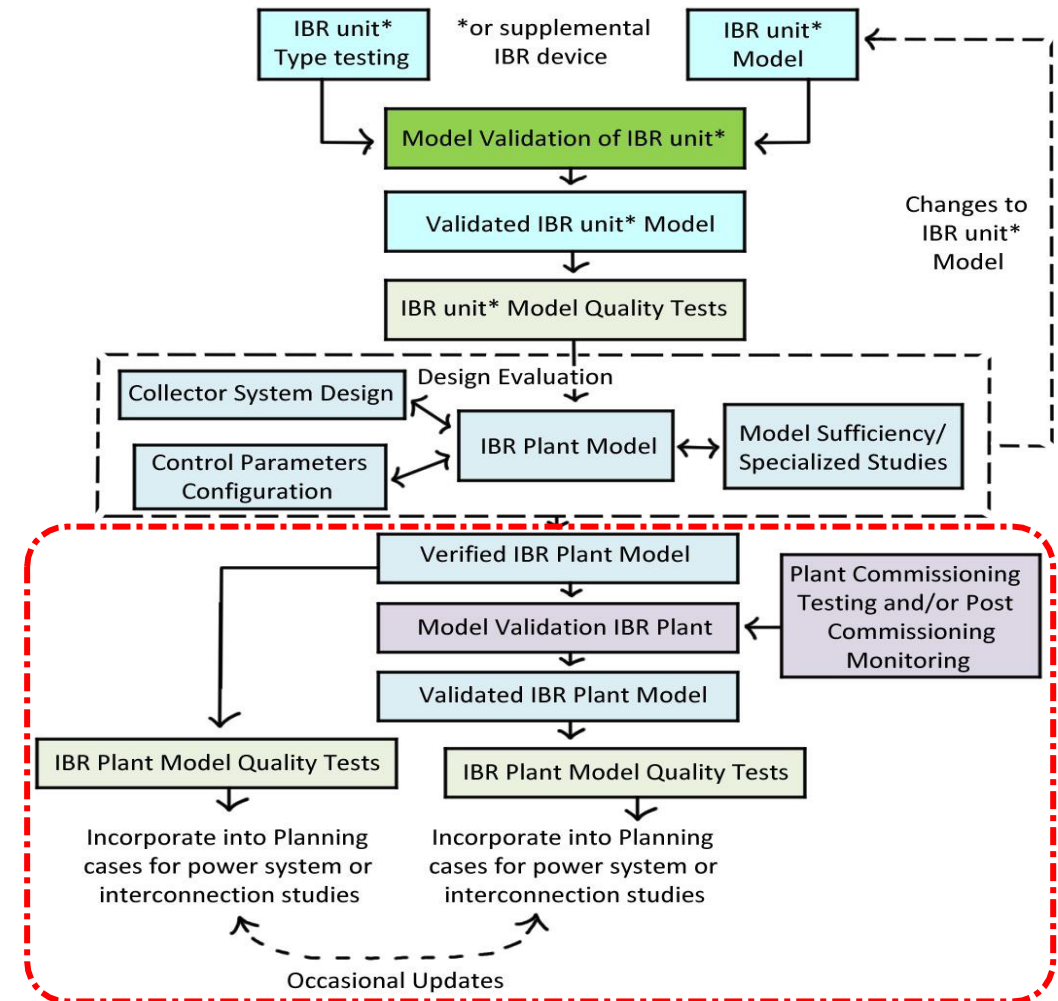 IBR unit*
Type testing
*or supplemental
IBR device
IBR unit*
Model
Model Validation of IBR unit*
Validated IBR unit* Model
Changes to
IBR unit*
Model
IBR unit* Model Quality Tests
Design Evaluation
Collector System Design
IBR Plant Model
Model Sufficiency/
Specialized Studies
Control Parameters
Configuration
Verified IBR Plant Model
Plant Commissioning
Testing and/or Post
Commissioning
Monitoring
Model Validation IBR Plant
Validated IBR Plant Model
IBR Plant Model Quality Tests
IBR Plant Model Quality Tests
Incorporate into Planning
cases for power system or
interconnection studies
Incorporate into Planning
cases for power system or
interconnection studies
Occasional Updates